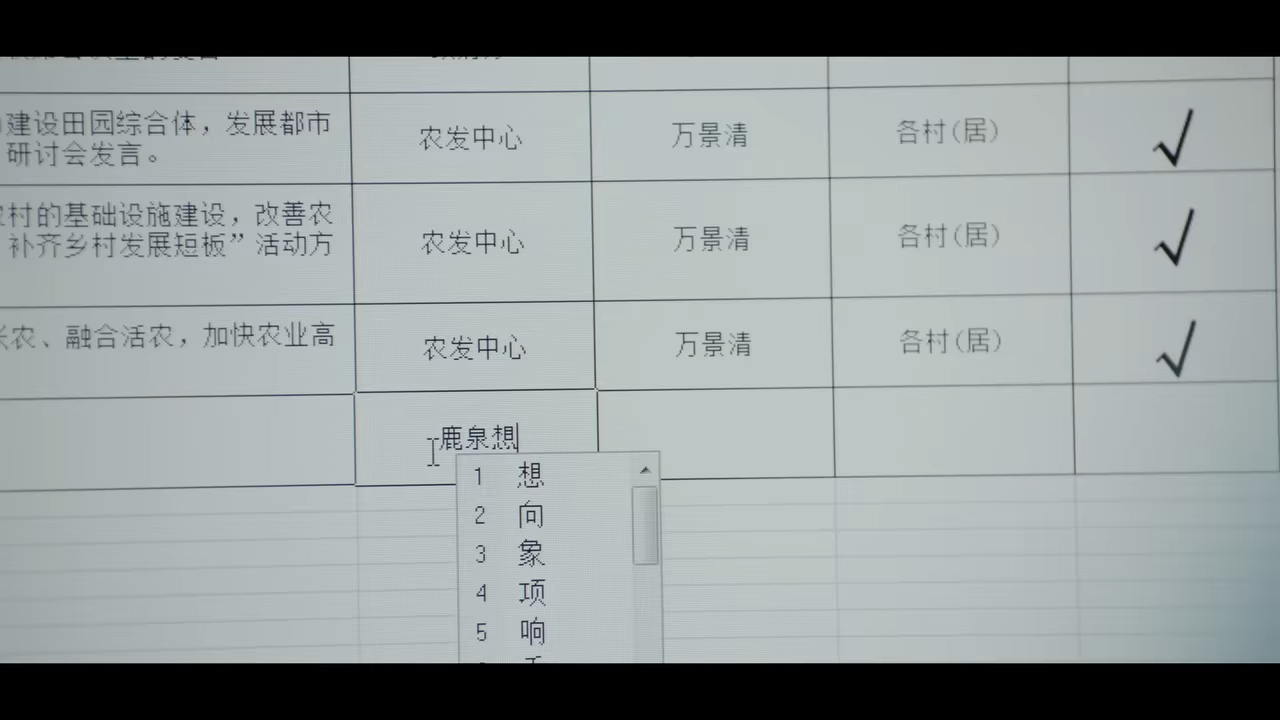 建设田园综合体，发展都市
研讨会发言。
农发中心
万景清
各村(居)
√
村的基础设施建设，改善农
补齐乡村发展短板”活动方
农发中心
万景清
各村(居)
√
农、融合活农，加快农业高
农发中心
万景清
各村(居)
√
鹿泉想
1 想
2 向
3 象
4 项
5 响